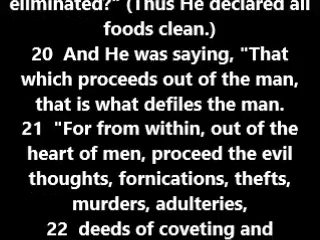 eliminated?" (Thus He declared all
foods clean.)
20  And He was saying, "That
which proceeds out of the man,
that is what defiles the man.
21  "For from within, out of the
heart of men, proceed the evil
thoughts, fornications, thefts,
murders, adulteries,
22  deeds of coveting and